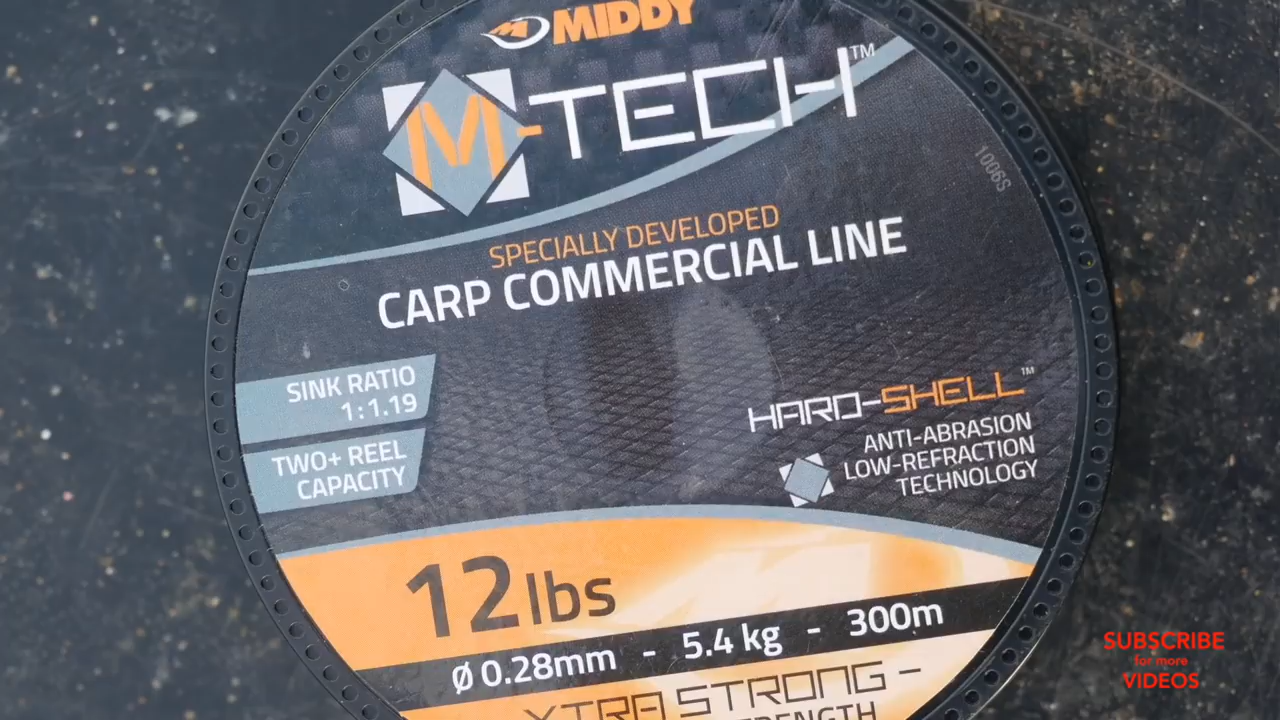 MIDDY
M-TECH™
1006S
SPECIALLY DEVELOPED
CARP COMMERCIAL LINE
SINK RATIO
1:1.19
TWO+ REEL
CAPACITY
HARD-SHELL™
ANTI-ABRASION
LOW-REFRACTION
TECHNOLOGY
12lbs
Ø 0.28mm - 5.4 kg - 300m
XTRA STRONG -
SUBSCRIBE
for more
VIDEOS